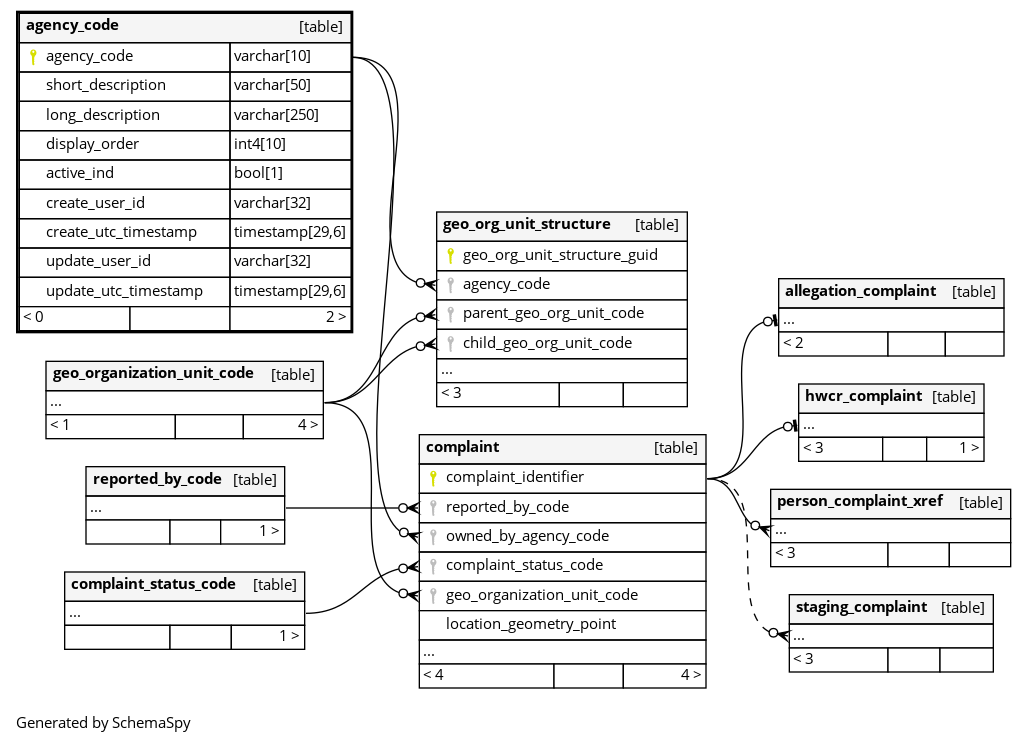 agency_code [table]
agency_code varchar[10]
short_description varchar[50]
long_description varchar[250]
display_order int4[10]
active_ind bool[1]
create_user_id varchar[32]
create_utc_timestamp timestamp[29,6]
update_user_id varchar[32]
update_utc_timestamp timestamp[29,6]
< 0 2 >
geo_org_unit_structure [table]
geo_org_unit_structure_guid
agency_code
parent_geo_org_unit_code
child_geo_org_unit_code
...
< 3
geo_organization_unit_code [table]
...
< 1 4 >
reported_by_code [table]
...
1 >
complaint_status_code [table]
...
1 >
complaint [table]
complaint_identifier
reported_by_code
owned_by_agency_code
complaint_status_code
geo_organization_unit_code
location_geometry_point
...
< 4 4 >
allegation_complaint [table]
...
< 2
hwcr_complaint [table]
...
< 3 1 >
person_complaint_xref [table]
...
< 3
staging_complaint [table]
...
< 3
Generated by SchemaSpy